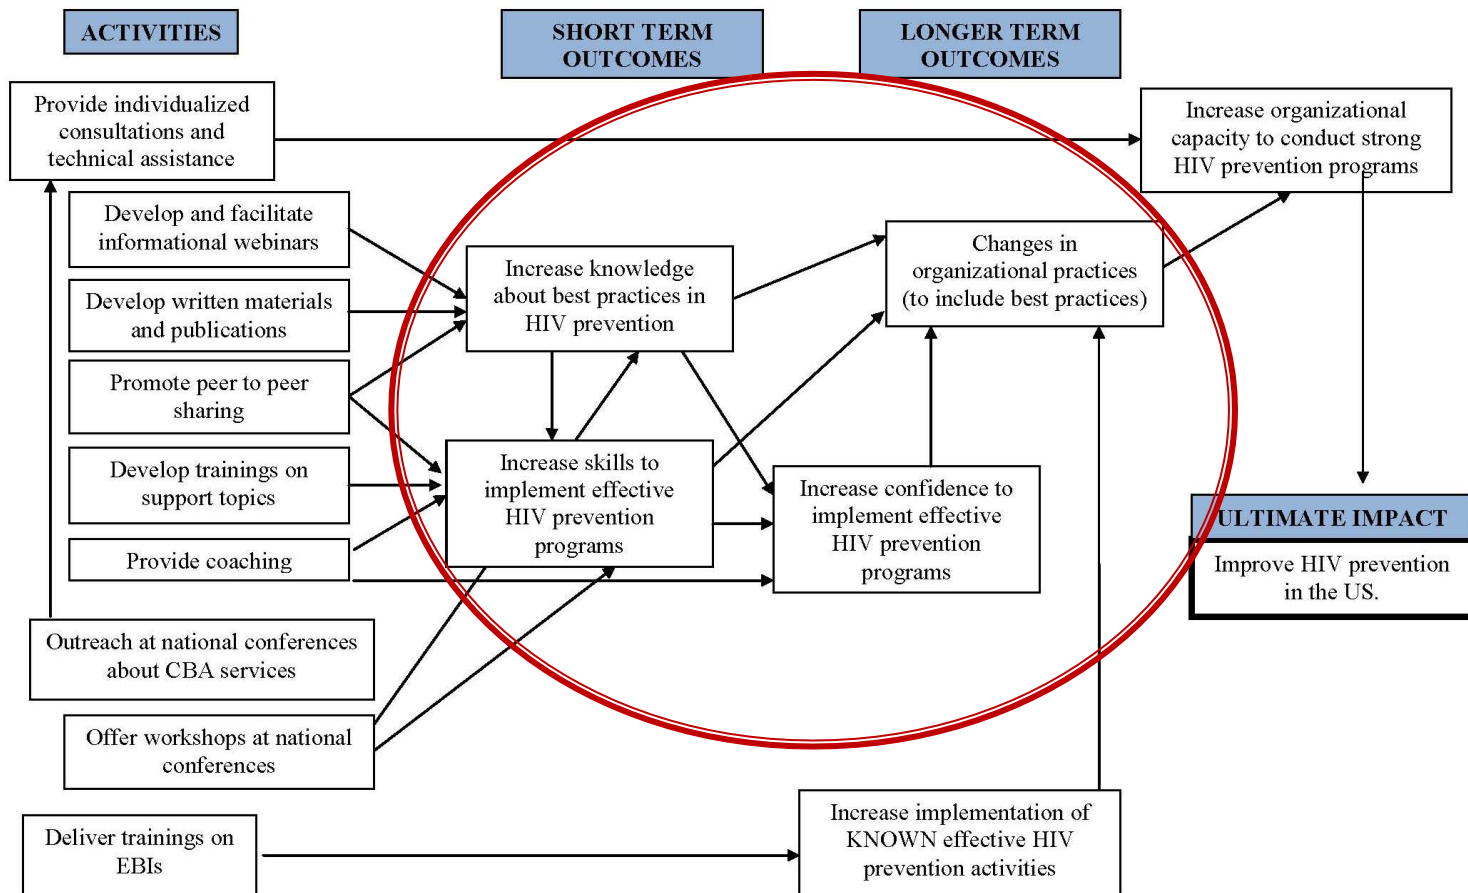 ACTIVITIES
SHORT TERM
OUTCOMES
LONGER TERM
OUTCOMES
Provide individualized
consultations and
technical assistance
Increase organizational
capacity to conduct strong
HIV prevention programs
Develop and facilitate
informational webinars
Increase knowledge
about best practices in
HIV prevention
Changes in
organizational practices
(to include best practices)
Develop written materials
and publications
Promote peer to peer
sharing
Develop trainings on
support topics
Increase skills to
implement effective
HIV prevention
programs
Increase confidence to
implement effective
HIV prevention
programs
Provide coaching
ULTIMATE IMPACT
Improve HIV prevention
in the US.
Outreach at national conferences
about CBA services
Offer workshops at national
conferences
Deliver trainings on
EBIs
Increase implementation of
KNOWN effective HIV
prevention activities